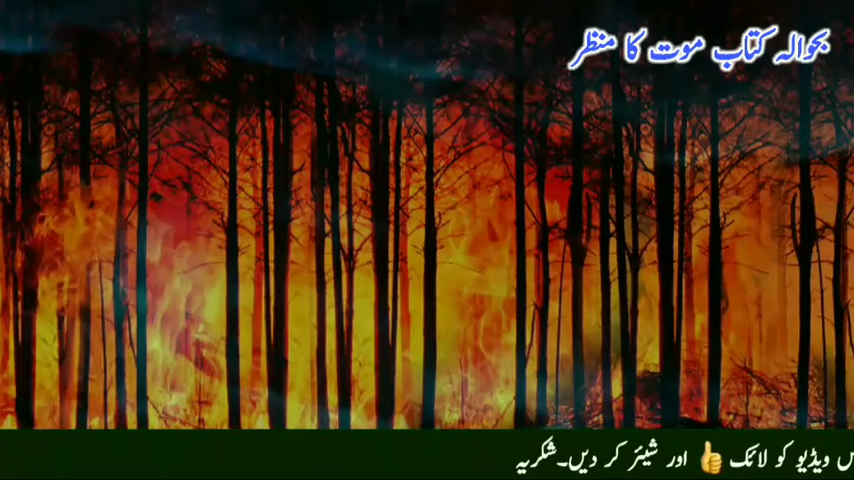 بحوالہ کتاب موت کا منظر
س ویڈیو کو لائک 👍 اور شیئر کر دیں۔شکریہ